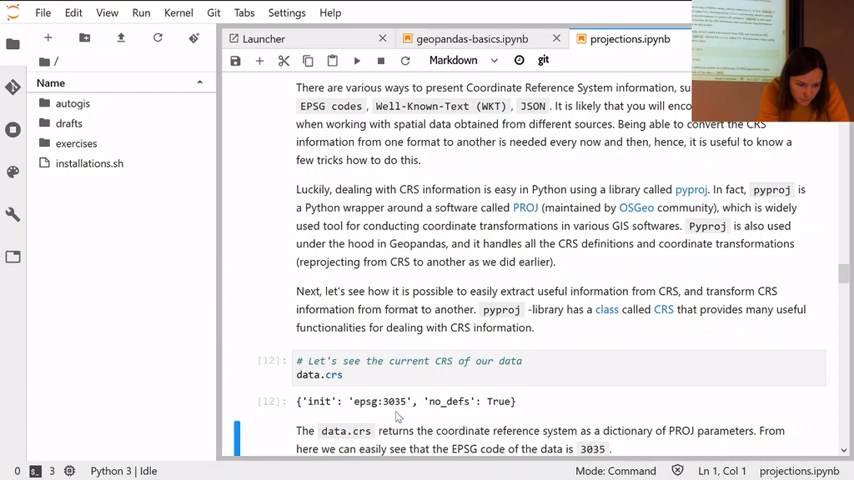 File Edit View Run Kernel Git Tabs Settings Help
Launcher
geopandas-basics.ipynb
projections.ipynb
Markdown
git
/
Name
autogis
drafts
exercises
installations.sh
There are various ways to present Coordinate Reference System information, su
EPSG codes, Well-Known-Text (WKT), JSON. It is likely that you will enco
when working with spatial data obtained from different sources. Being able to convert the CRS
information from one format to another is needed every now and then, hence, it is useful to know a
few tricks how to do this.
Luckily, dealing with CRS information is easy in Python using a library called pyproj. In fact, pyproj is
a Python wrapper around a software called PROJ (maintained by OSGeo community), which is widely
used tool for conducting coordinate transformations in various GIS softwares. Pyproj is also used
under the hood in Geopandas, and it handles all the CRS definitions and coordinate transformations
(reprojecting from CRS to another as we did earlier).
Next, let's see how it is possible to easily extract useful information from CRS, and transform CRS
information from format to another. pyproj -library has a class called CRS that provides many useful
functionalities for dealing with CRS information.
[12]: # Let's see the current CRS of our data
data.crs
[12]: {'init': 'epsg:3035', 'no_defs': True}
The data.crs returns the coordinate reference system as a dictionary of PROJ parameters. From
here we can easily see that the EPSG code of the data is 3035.
0 3 Python 3 | Idle Mode: Command Ln 1, Col 1 projections.ipynb